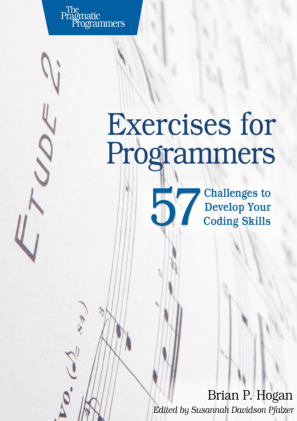 The
Pragmatic
Programmers
ETUDE 2.
Exercises for
Programmers
57
Challenges to
Develop Your
Coding Skills
Brian P. Hogan
Edited by Susannah Davidson Pfalzer